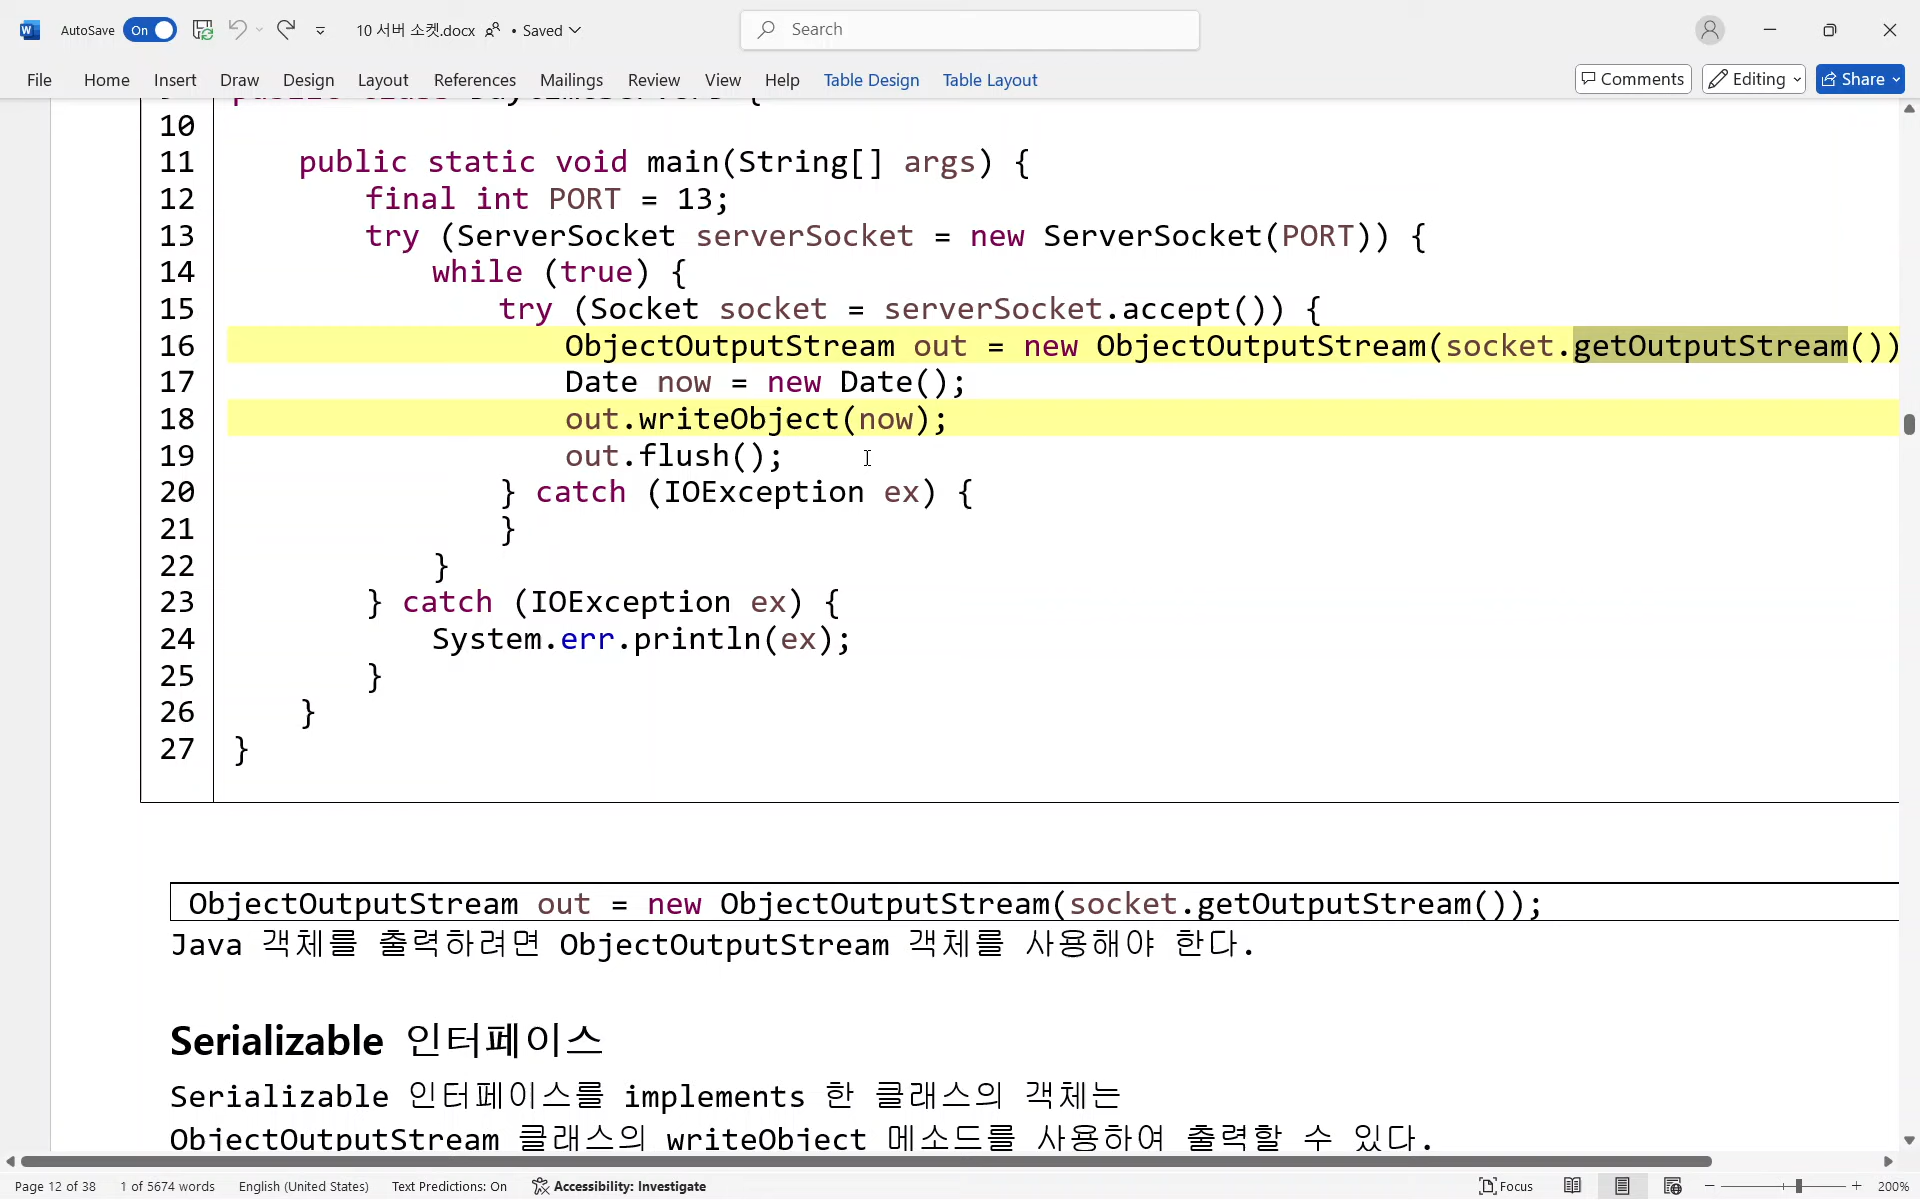 AutoSave On 10 서버 소켓.docx • Saved Search
File Home Insert Draw Design Layout References Mailings Review View Help Table Design Table Layout Comments Editing Share
10
11 public static void main(String[] args) {
12 final int PORT = 13;
13 try (ServerSocket serverSocket = new ServerSocket(PORT)) {
14 while (true) {
15 try (Socket socket = serverSocket.accept()) {
16 ObjectOutputStream out = new ObjectOutputStream(socket.getOutputStream())
17 Date now = new Date();
18 out.writeObject(now);
19 out.flush();
20 } catch (IOException ex) {
21 }
22 }
23 } catch (IOException ex) {
24 System.err.println(ex);
25 }
26 }
27 }
ObjectOutputStream out = new ObjectOutputStream(socket.getOutputStream());
Java 객체를 출력하려면 ObjectOutputStream 객체를 사용해야 한다.
Serializable 인터페이스
Serializable 인터페이스를 implements 한 클래스의 객체는
ObjectOutputStream 클래스의 writeObject 메소드를 사용하여 출력할 수 있다.
Page 12 of 38 1 of 5674 words English (United States) Text Predictions: On Accessibility: Investigate Focus 200%